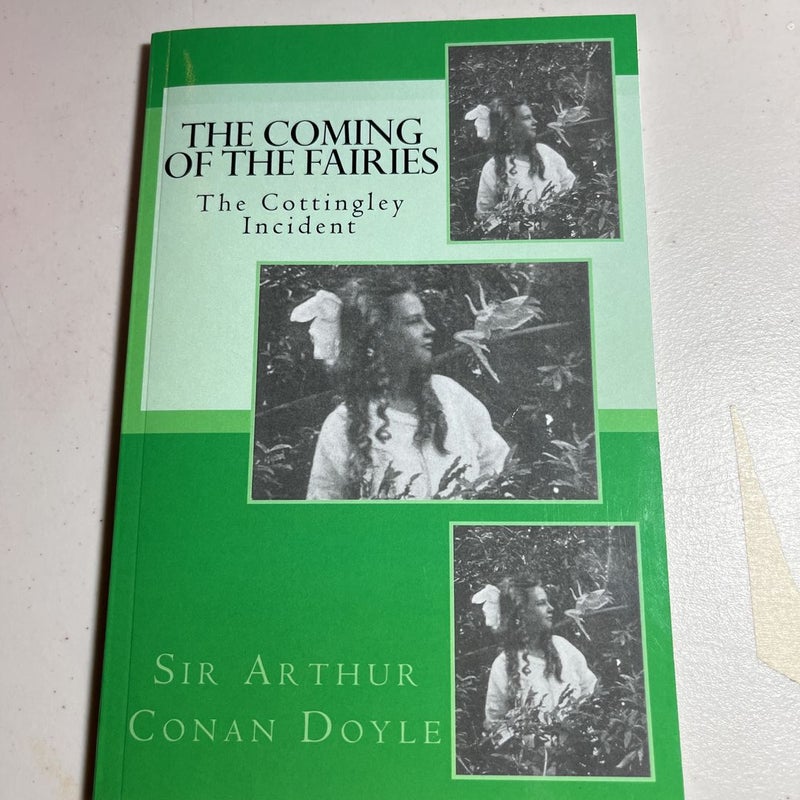 THE COMING
OF THE FAIRIES
The Cottingley
Incident
SIR ARTHUR
CONAN DOYLE